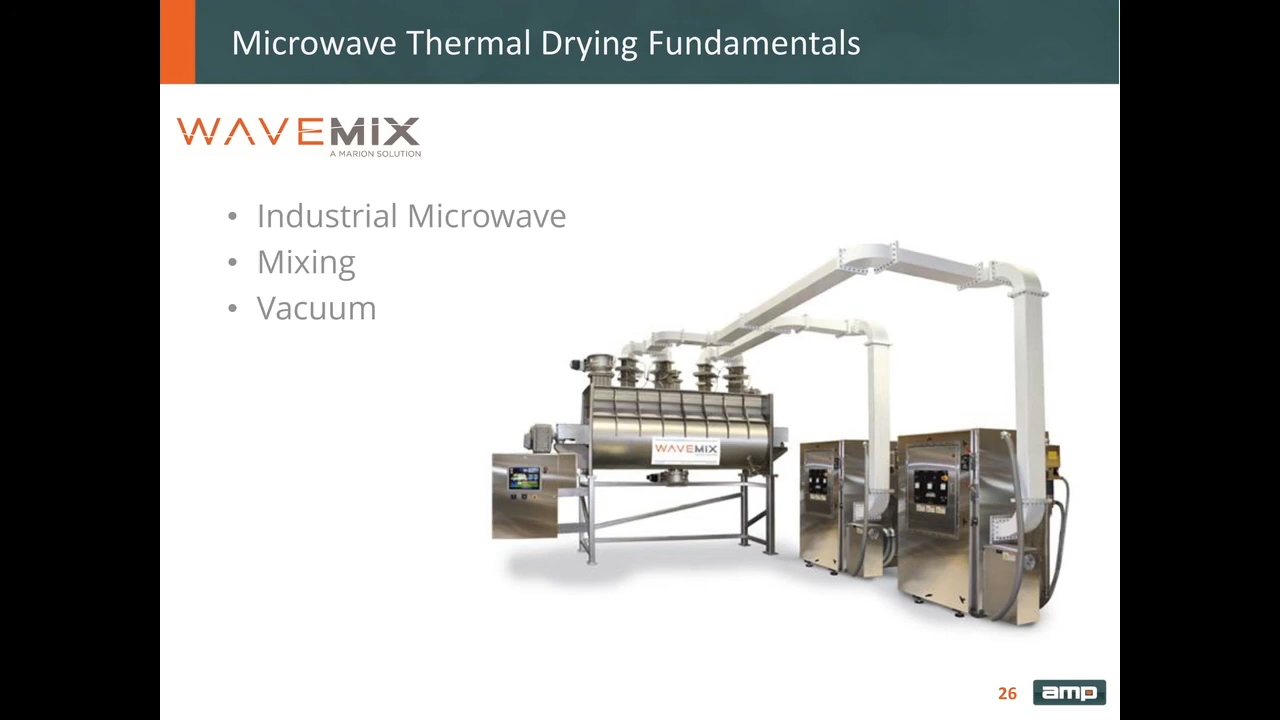 Microwave Thermal Drying Fundamentals
WAVEMIX
A MARION SOLUTION
• Industrial Microwave
• Mixing
• Vacuum
WAVEMIX
26
amp